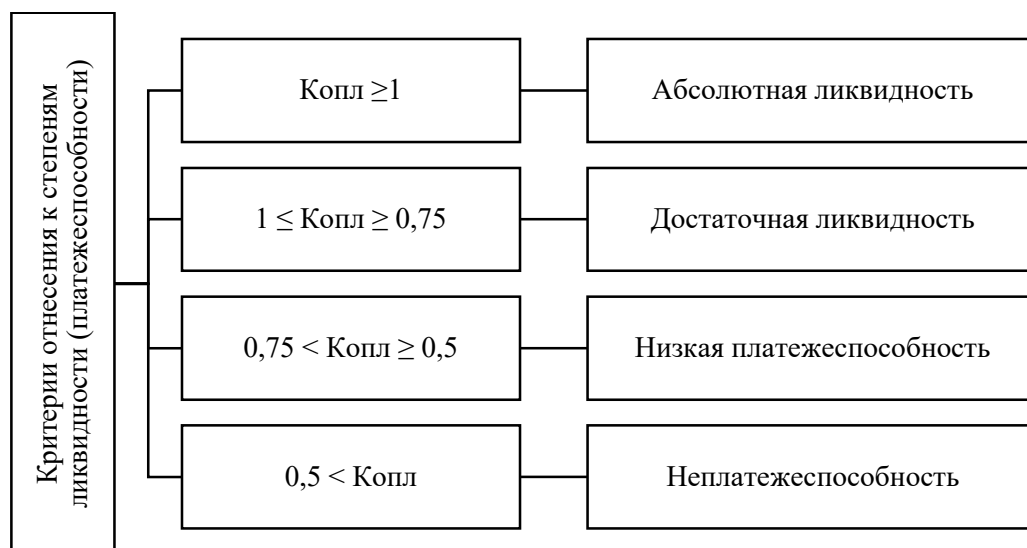 Критерии отнесения к степеням
ликвидности (платежеспособности)
Копл ≥1
Абсолютная ликвидность
1 ≤ Копл ≥ 0,75
Достаточная ликвидность
0,75 < Копл ≥ 0,5
Низкая платежеспособность
0,5 < Копл
Неплатежеспособность